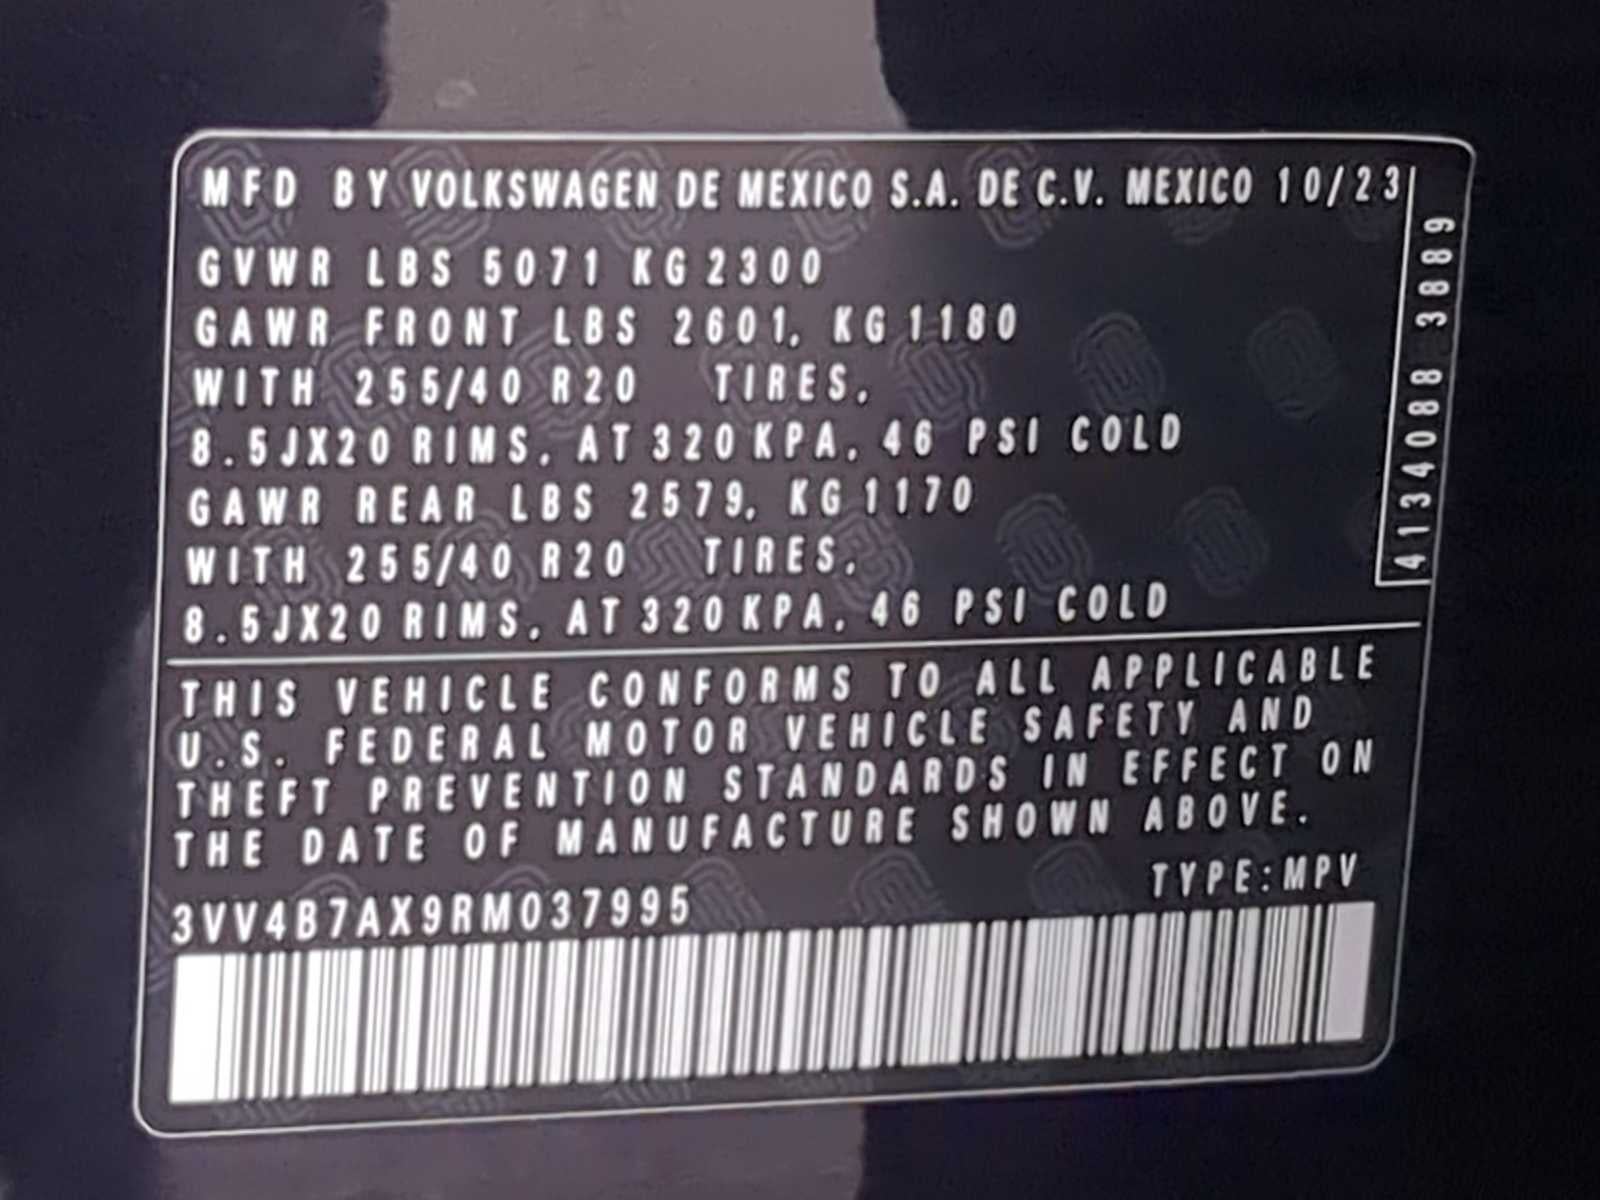 MFD BY VOLKSWAGEN DE MEXICO S.A. DE C.V. MEXICO 10/23
GVWR LBS 5071 KG 2300
GAWR FRONT LBS 2601, KG 1180
WITH 255/40 R20 TIRES,
8.5JX20 RIMS, AT 320 KPA, 46 PSI COLD
GAWR REAR LBS 2579, KG 1170
WITH 255/40 R20 TIRES,
8.5JX20 RIMS, AT 320 KPA, 46 PSI COLD
4134088 3889
THIS VEHICLE CONFORMS TO ALL APPLICABLE
U.S. FEDERAL MOTOR VEHICLE SAFETY AND
THEFT PREVENTION STANDARDS IN EFFECT ON
THE DATE OF MANUFACTURE SHOWN ABOVE.
TYPE:MPV
3VV4B7AX9RM037995